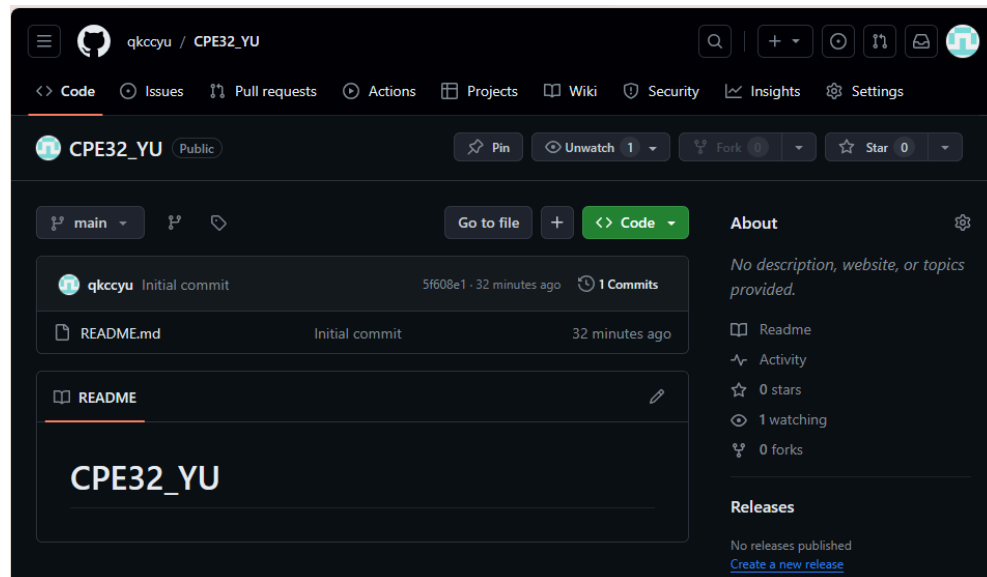 qkccyu / CPE32_YU
Code Issues Pull requests Actions Projects Wiki Security Insights Settings
CPE32_YU Public Pin Unwatch 1 Fork 0 Star 0
main Go to file + Code
qkccyu Initial commit 5f608e1 · 32 minutes ago 1 Commits
README.md Initial commit 32 minutes ago
README
CPE32_YU
About
No description, website, or topics
provided.
Readme
Activity
0 stars
1 watching
0 forks
Releases
No releases published
Create a new release